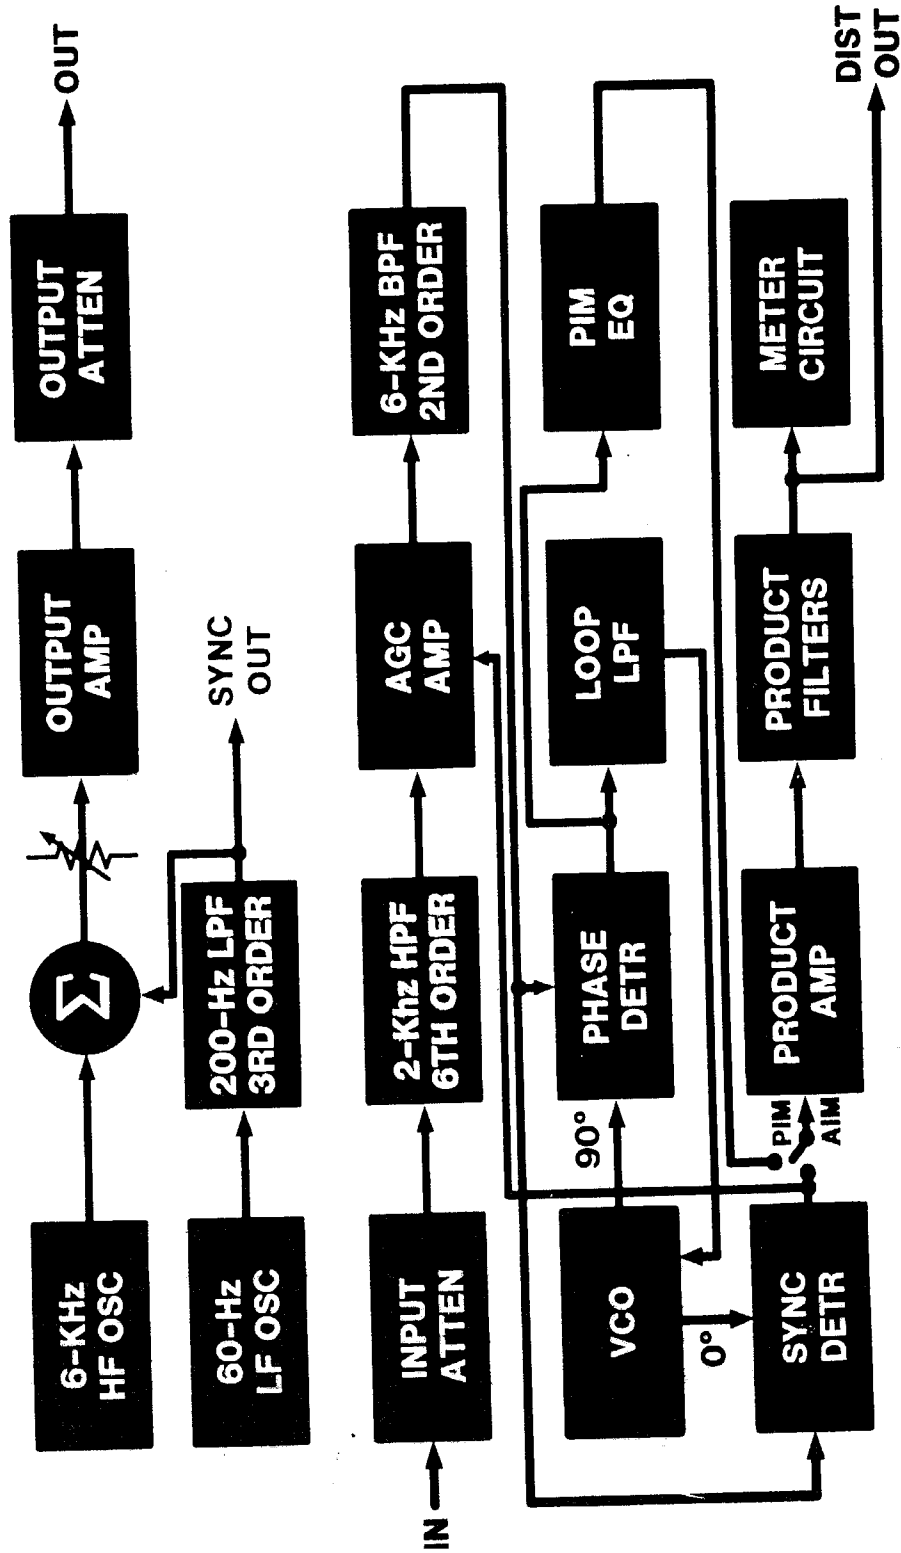 6-KHz
HF OSC
Σ
OUTPUT
AMP
OUTPUT
ATTEN
OUT
60-Hz
LF OSC
200-Hz LPF
3RD ORDER
SYNC
OUT
IN
INPUT
ATTEN
2-Khz HPF
6TH ORDER
AGC
AMP
6-KHz BPF
2ND ORDER
VCO
90°
0°
PHASE
DETR
LOOP
LPF
PIM
EQ
SYNC
DETR
PIM
AIM
PRODUCT
AMP
PRODUCT
FILTERS
METER
CIRCUIT
DIST
OUT